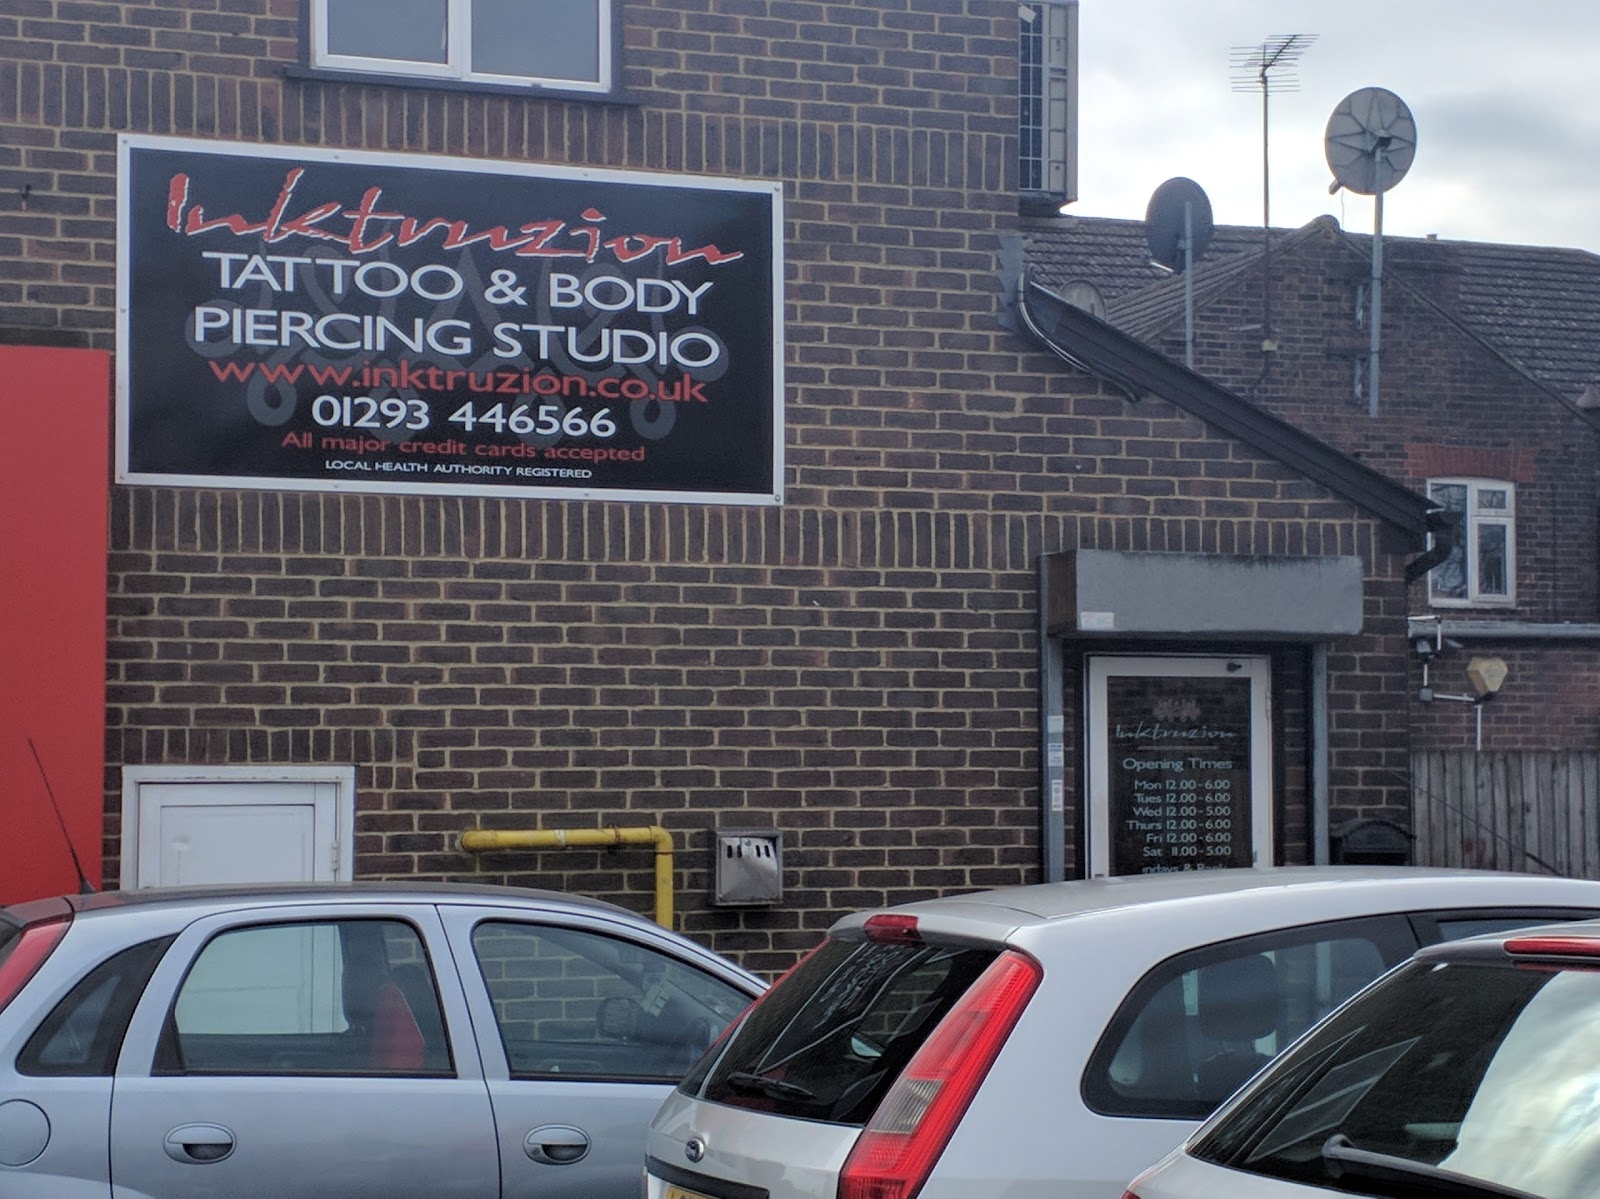 Inktruzion
TATTOO & BODY
PIERCING STUDIO
www.inktruzion.co.uk
01293 446566
All major credit cards accepted
LOCAL HEALTH AUTHORITY REGISTERED
Inktruzion
Opening Times
Mon 12.00-6.00
Tues 12.00-6.00
Wed 12.00-5.00
Thurs 12.00-6.00
Fri 12.00-6.00
Sat 11.00-5.00
Ford